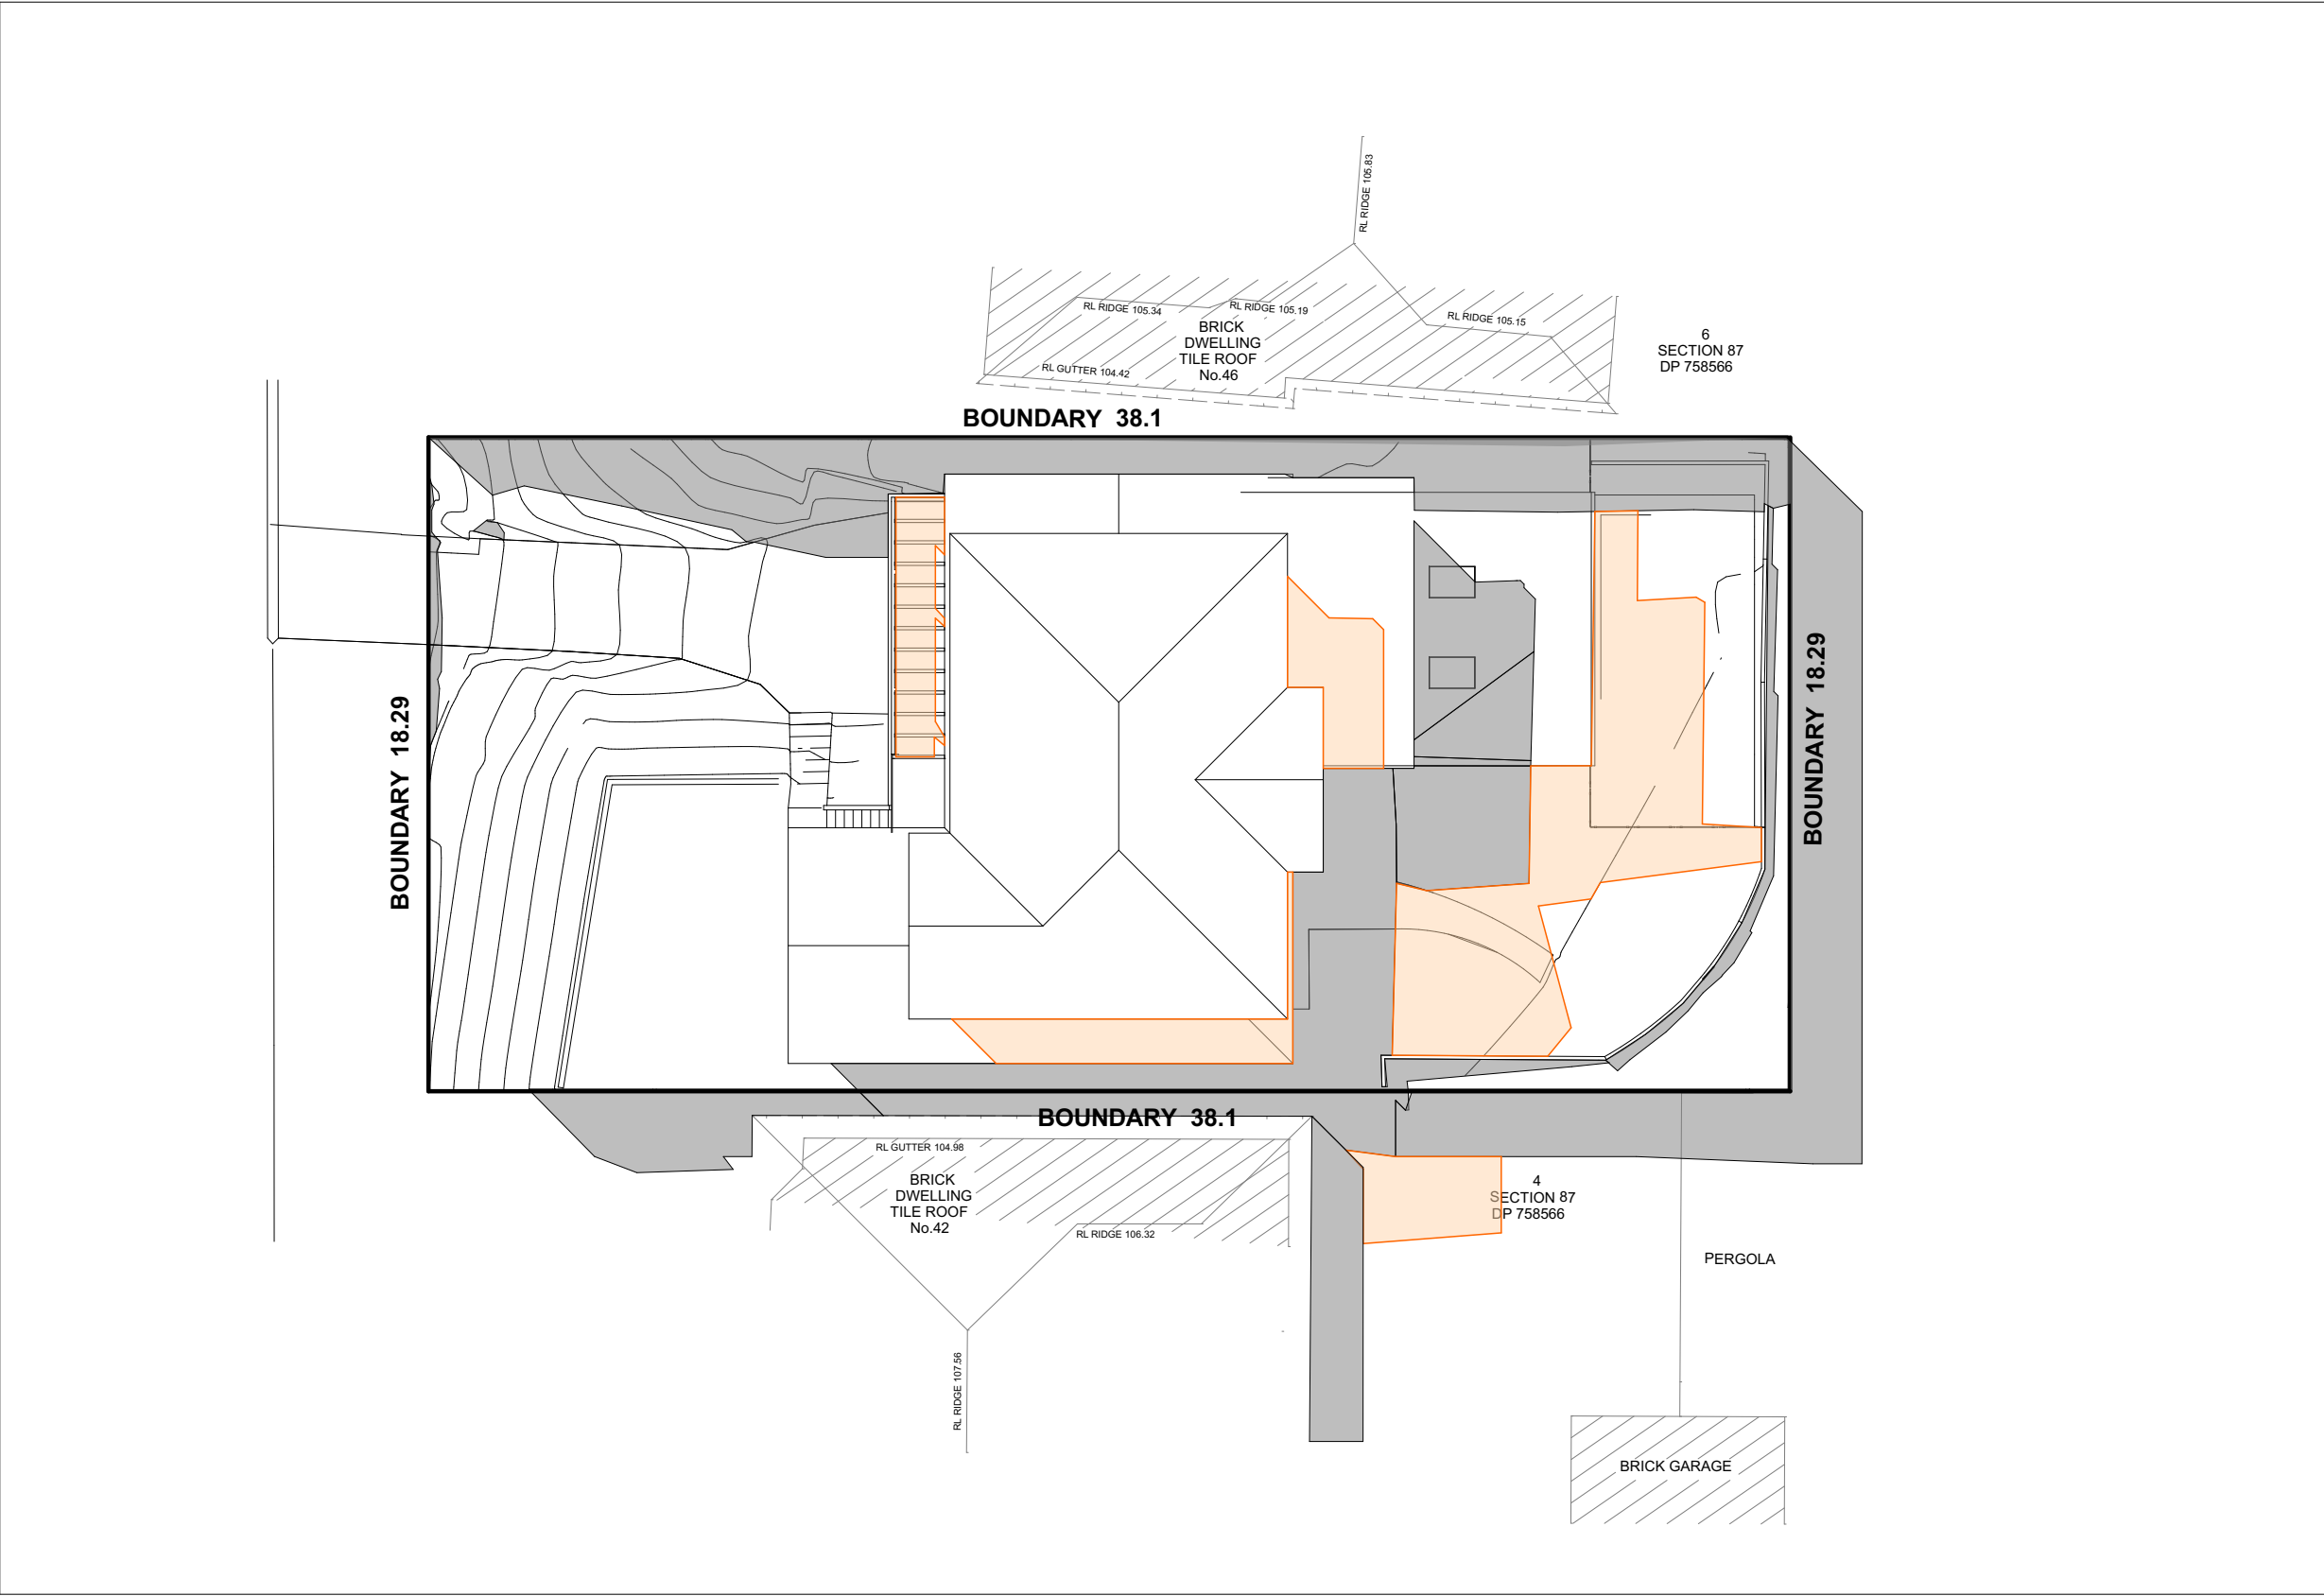 RL RIDGE 105.83
RL RIDGE 105.34
RL RIDGE 105.19
RL RIDGE 105.15
BRICK
DWELLING
TILE ROOF
No.46
RL GUTTER 104.42
6
SECTION 87
DP 758566
BOUNDARY 38.1
BOUNDARY 18.29
BOUNDARY 18.29
BOUNDARY 38.1
RL GUTTER 104.98
BRICK
DWELLING
TILE ROOF
No.42
RL RIDGE 106.32
4
SECTION 87
DP 758566
PERGOLA
RL RIDGE 107.56
BRICK GARAGE